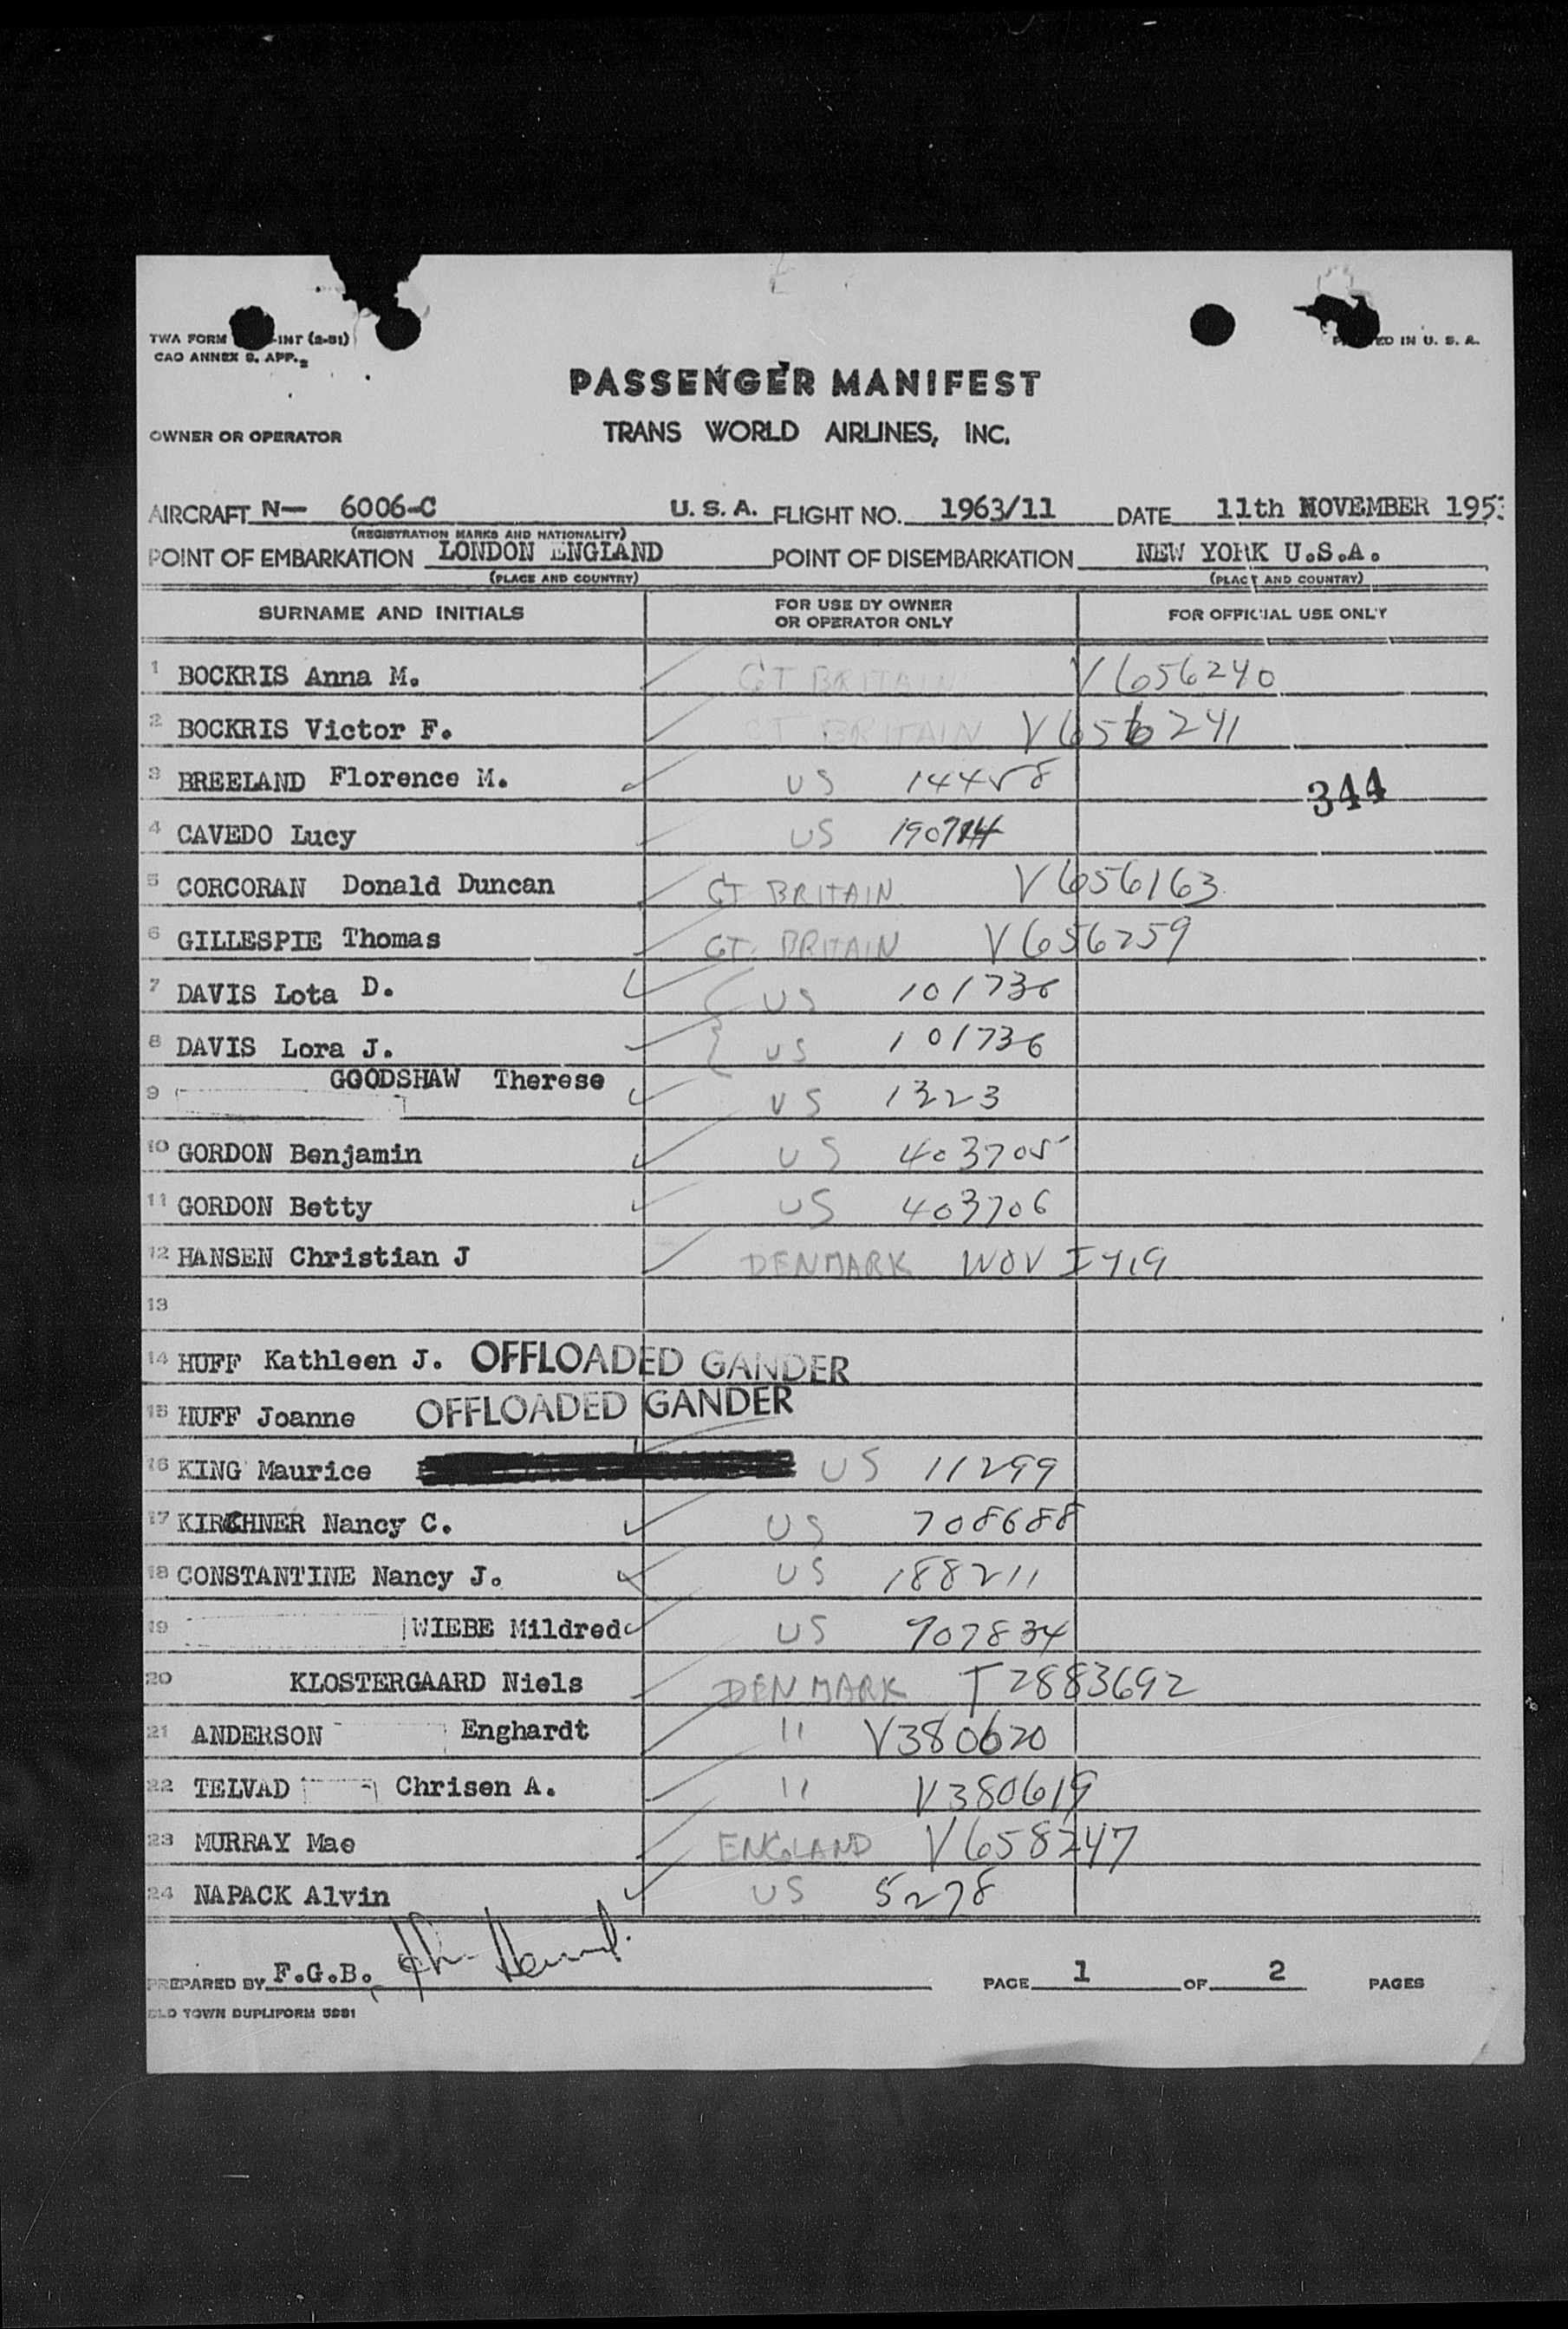 TWA FORM -INT (2-51)
CAO ANNEX 9. APP. 2
ED IN U. S. A.
PASSENGER MANIFEST
OWNER OR OPERATOR TRANS WORLD AIRLINES, INC.
AIRCRAFT N— 6006-C U. S. A. FLIGHT NO. 1963/11 DATE 11th NOVEMBER 195
(REGISTRATION MARKS AND NATIONALITY)
POINT OF EMBARKATION LONDON ENGLAND POINT OF DISEMBARKATION NEW YORK U.S.A.
(PLACE AND COUNTRY) (PLACE AND COUNTRY)
SURNAME AND INITIALS FOR USE BY OWNER OR OPERATOR ONLY FOR OFFICIAL USE ONLY
1 BOCKRIS Anna M. GT BRITAIN V656240
2 BOCKRIS Victor F. GT BRITAIN V656241
3 BREELAND Florence M. US 14458 344
4 CAVEDO Lucy US
5 CORCORAN Donald Duncan GT BRITAIN V656163
6 GILLESPIE Thomas GT. BRITAIN V656259
7 DAVIS Lota D. US 101736
8 DAVIS Lora J. US 101736
9 GOODSHAW Therese US 1323
10 GORDON Benjamin US 403705
11 GORDON Betty US 403706
12 HANSEN Christian J DENMARK
13
14 HUFF Kathleen J. OFFLOADED GANDER
15 HUFF Joanne OFFLOADED GANDER
16 KING Maurice US 11299
17 KIRCHNER Nancy C. US 708688
18 CONSTANTINE Nancy J. US 188211
19 WIEBE Mildred US 907834
20 KLOSTERGAARD Niels DENMARK T2883692
21 ANDERSON Enghardt " V380620
22 TELVAD Chrisen A. " V380619
23 MURRAY Mae ENGLAND V658247
24 NAPACK Alvin US 5278
PREPARED BY F.G.B. PAGE 1 OF 2 PAGES
OLD TOWN DUPLIFORM 5981